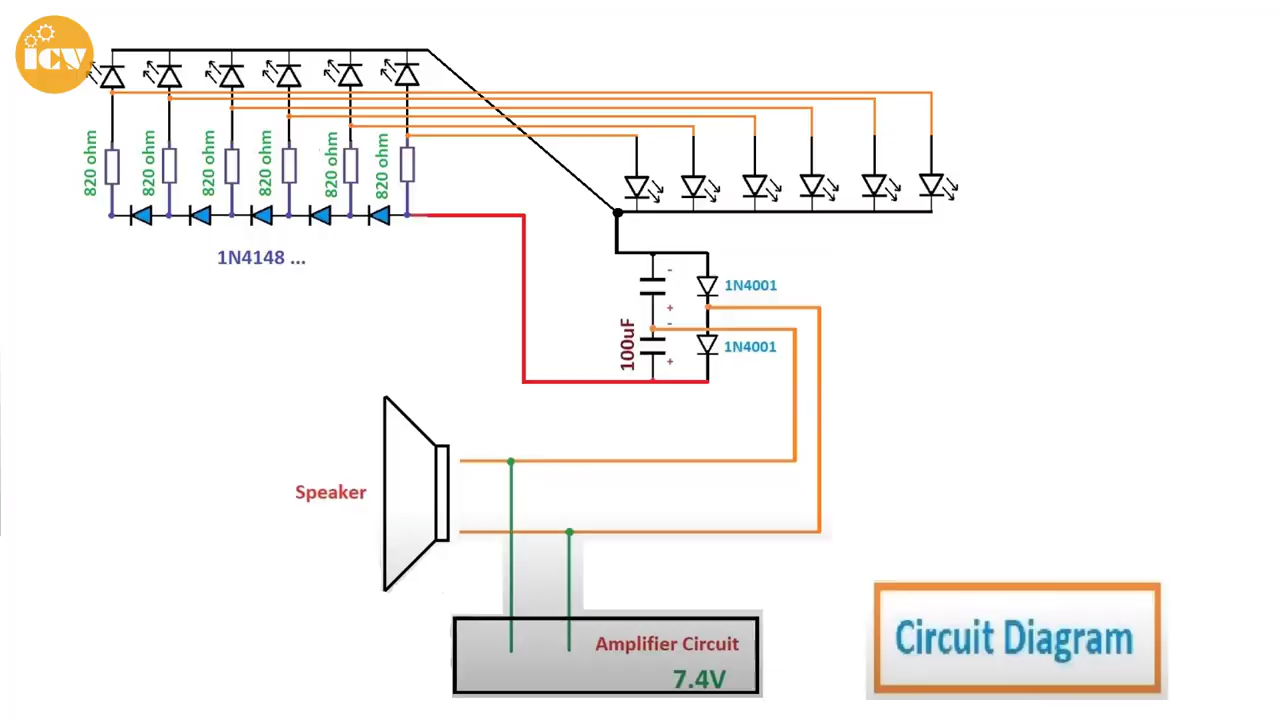 icv
820 ohm
820 ohm
820 ohm
820 ohm
820 ohm
820 ohm
1N4148 ...
-
1N4001
+
-
100uF
1N4001
+
Speaker
Amplifier Circuit
7.4V
Circuit Diagram